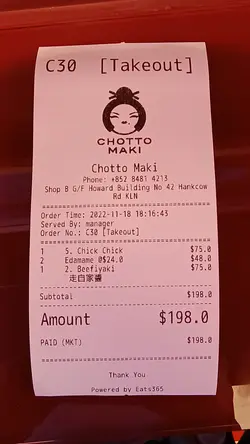 C30 [Takeout]
CHOTTO
MAKI
Chotto Maki
Phone: +852 8481 4213
Shop B G/F Howard Building No 42 Hankcow
Rd KLN
Order Time: 2022-11-18 18:16:43
Served By: manager
Order No.: C30 [Takeout]
1 5. Chick Chick $75.0
2 Edamame @$24.0 $48.0
1 2. Beefiyaki $75.0
走自家醬
Subtotal $198.0
Amount $198.0
PAID (MKT) $198.0
Thank You
Powered by Eats365